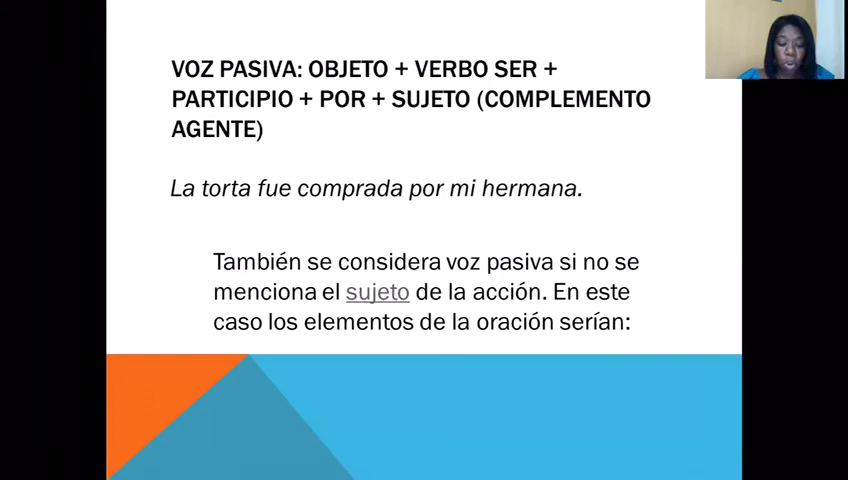 VOZ PASIVA: OBJETO + VERBO SER +
PARTICIPIO + POR + SUJETO (COMPLEMENTO
AGENTE)
La torta fue comprada por mi hermana.
También se considera voz pasiva si no se
menciona el sujeto de la acción. En este
caso los elementos de la oración serían: